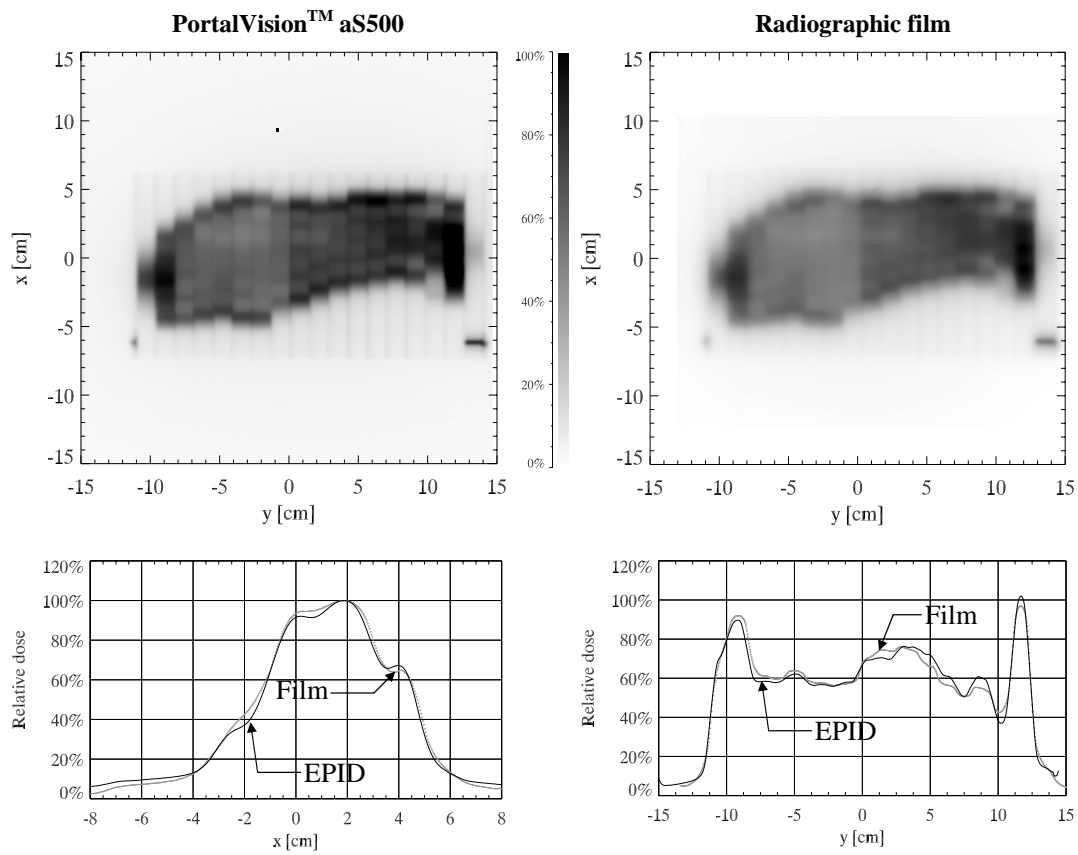 PortalVision™ aS500
Radiographic film
15
10
5
0
-5
-10
-15
x [cm]
-15 -10 -5 0 5 10 15
y [cm]
100%
80%
60%
40%
20%
0%
15
10
5
0
-5
-10
-15
x [cm]
-15 -10 -5 0 5 10 15
y [cm]
120%
100%
80%
60%
40%
20%
0%
Relative dose
Film
EPID
-8 -6 -4 -2 0 2 4 6 8
x [cm]
120%
100%
80%
60%
40%
20%
0%
Relative dose
Film
EPID
-15 -10 -5 0 5 10 15
y [cm]